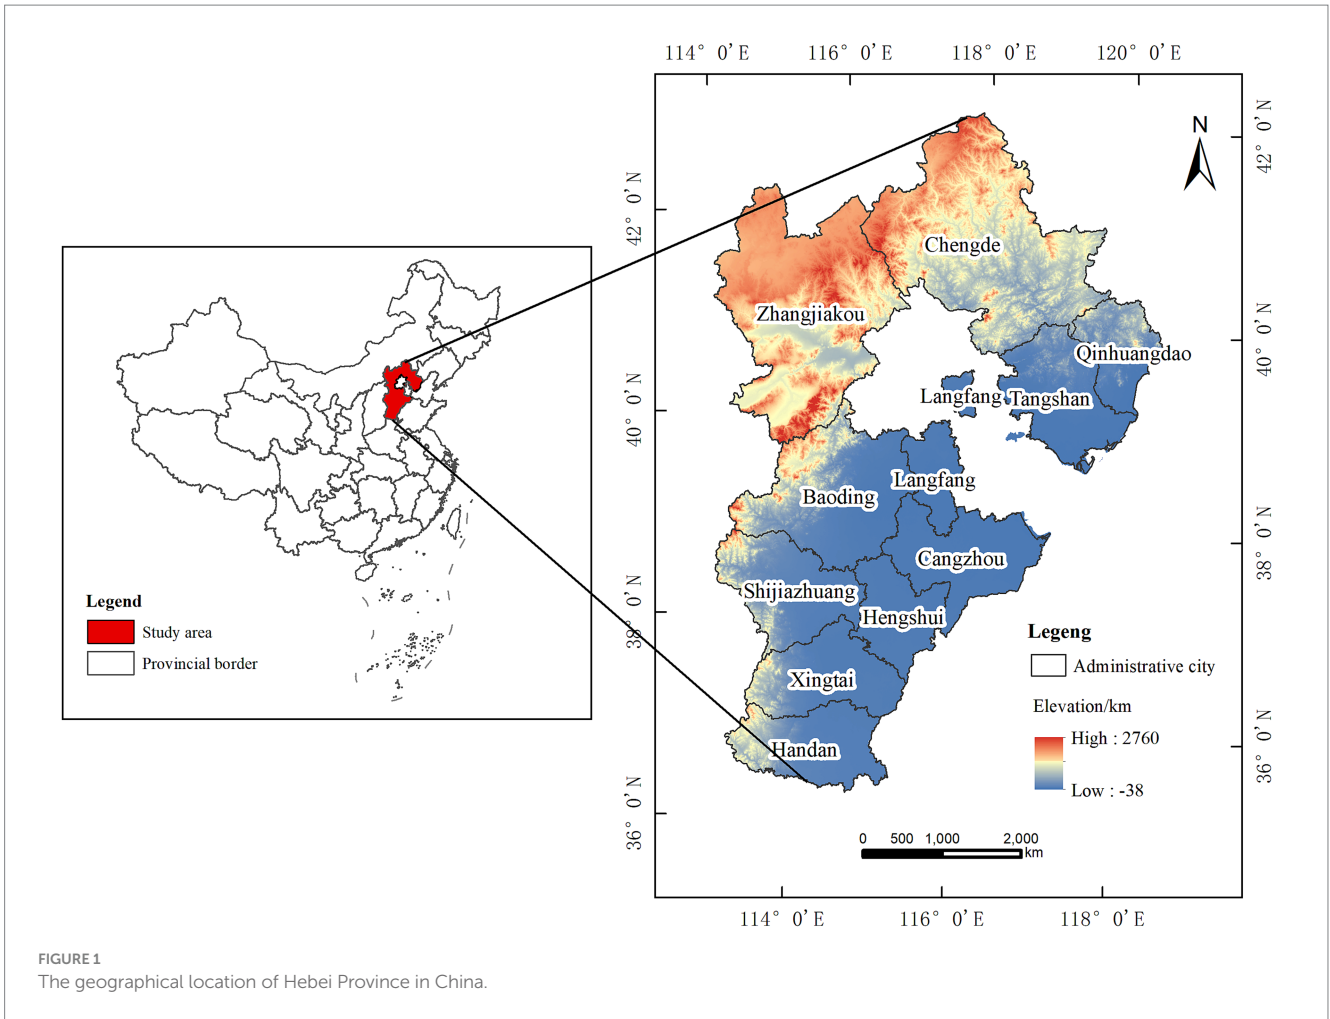 114° 0'E 116° 0'E 118° 0'E 120° 0'E
N
42° 0'N
42° 0'N
Chengde
Zhangjiakou
40° 0'N
Qinhuangdao
Langfang
Tangshan
40° 0'N
Langfang
Baoding
38° 0'N
Cangzhou
Shijiazhuang
38° 0'N
Hengshui
Legend
Study area
Provincial border
Legeng
Administrative city
Xingtai
Elevation/km
High : 2760
Low : -38
Handan
36° 0'N
36° 0'N
0 500 1,000 2,000
km
114° 0'E 116° 0'E 118° 0'E
FIGURE 1
The geographical location of Hebei Province in China.